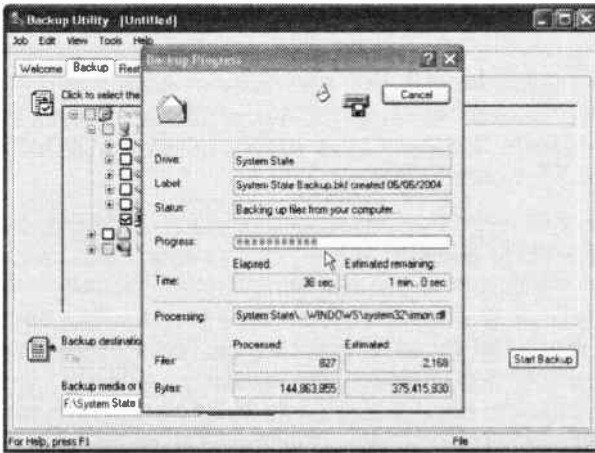 Backup Utility - [Untitled]
Job Edit View Tools Help
Welcome Backup Rest
Backup Progress
Cancel
Click to select the
Drive: System State
Label: System State Backup.bkf created 06/06/2004
Status: Backing up files from your computer...
Progress:
Elapsed: Estimated remaining:
Time: 36 sec. 1 min., 0 sec.
Processing: System State\...WINDOWS\system32\
Processed: Estimated:
Files: 827 2,168
Bytes: 144,963,855 375,415,930
Backup destination
File
Backup media or
F:\System State
Start Backup
For Help, press F1 File